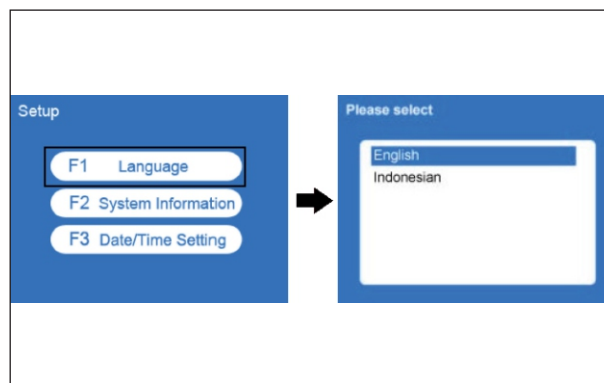 Setup
F1 Language
F2 System Information
F3 Date/Time Setting
Please select
English
Indonesian